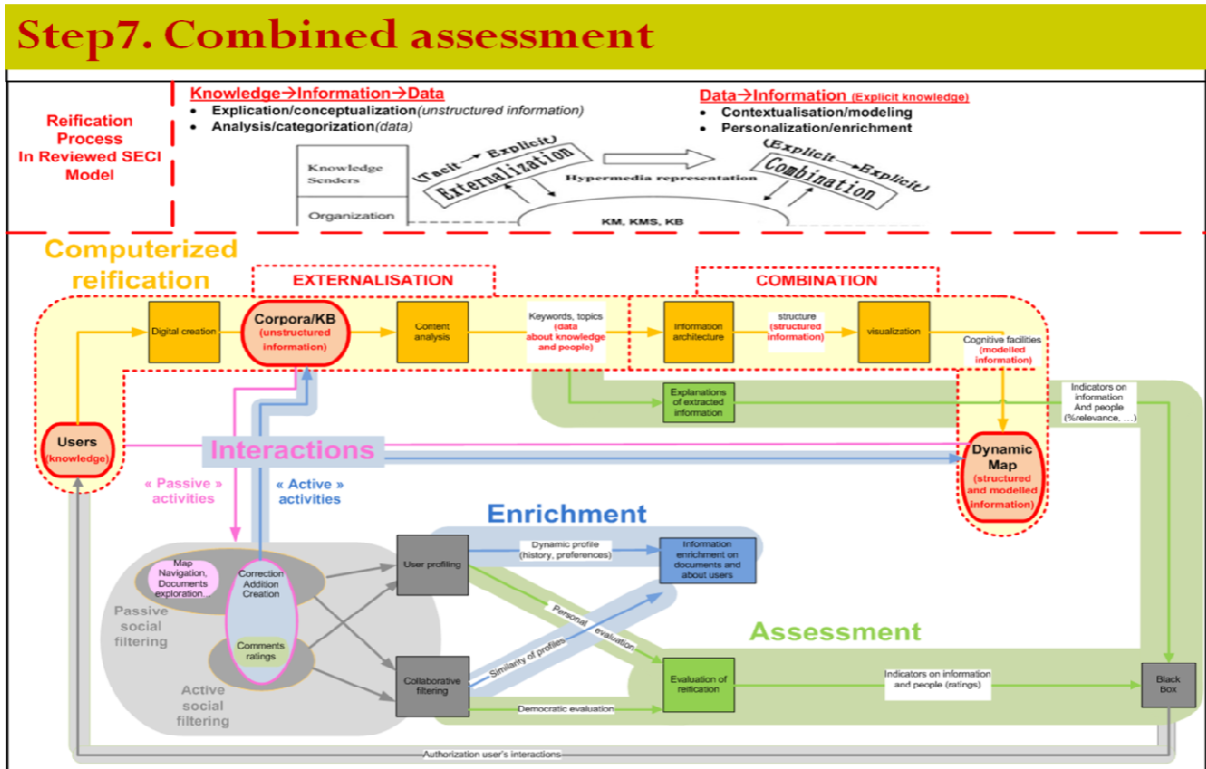 Step7. Combined assessment
Reification
Process
In Reviewed SECI
Model
Knowledge→Information→Data
• Explication/conceptualization(unstructured information)
• Analysis/categorization(data)
Data→Information (Explicit knowledge)
• Contextualisation/modeling
• Personalization/enrichment
Knowledge
Senders
Organization
(Tacit → Explicit)
Externalization
Hypermedia representation
(Explicit → Explicit)
Combination
KM, KMS, KB
Computerized
reification
EXTERNALISATION
COMBINATION
Digital creation
Corpora/KB
(unstructured
information)
Content
analysis
Keywords, topics
(data
about knowledge
and people)
Information
architecture
structure
(structured
information)
visualization
Cognitive facilities
(modelled
information)
Explanations
of extracted
information
Indicators on
information
And people
(%relevance, …)
Users
(knowledge)
Interactions
Dynamic
Map
(structured
and modelled
information)
« Passive »
activities
« Active »
activities
Enrichment
Map
Navigation,
Documents
exploration...
Correction
Addition
Creation
User profiling
Dynamic profile
(history, preferences)
Information
enrichment on
documents and
about users
Passive
social
filtering
Comments
ratings
Personal evaluation
Similarity of profiles
Assessment
Active
social
filtering
Collaborative
filtering
Democratic evaluation
Evaluation of
reification
Indicators on information
and people (ratings)
Black
Box
Authorization user's interactions